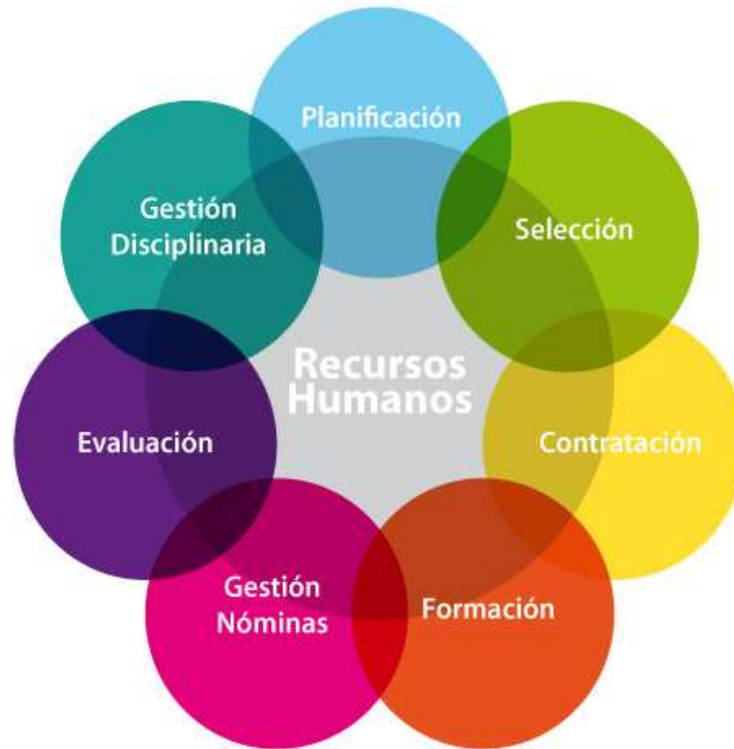 Planificación
Selección
Contratación
Formación
Gestión
Nóminas
Evaluación
Gestión
Disciplinaria
Recursos
Humanos